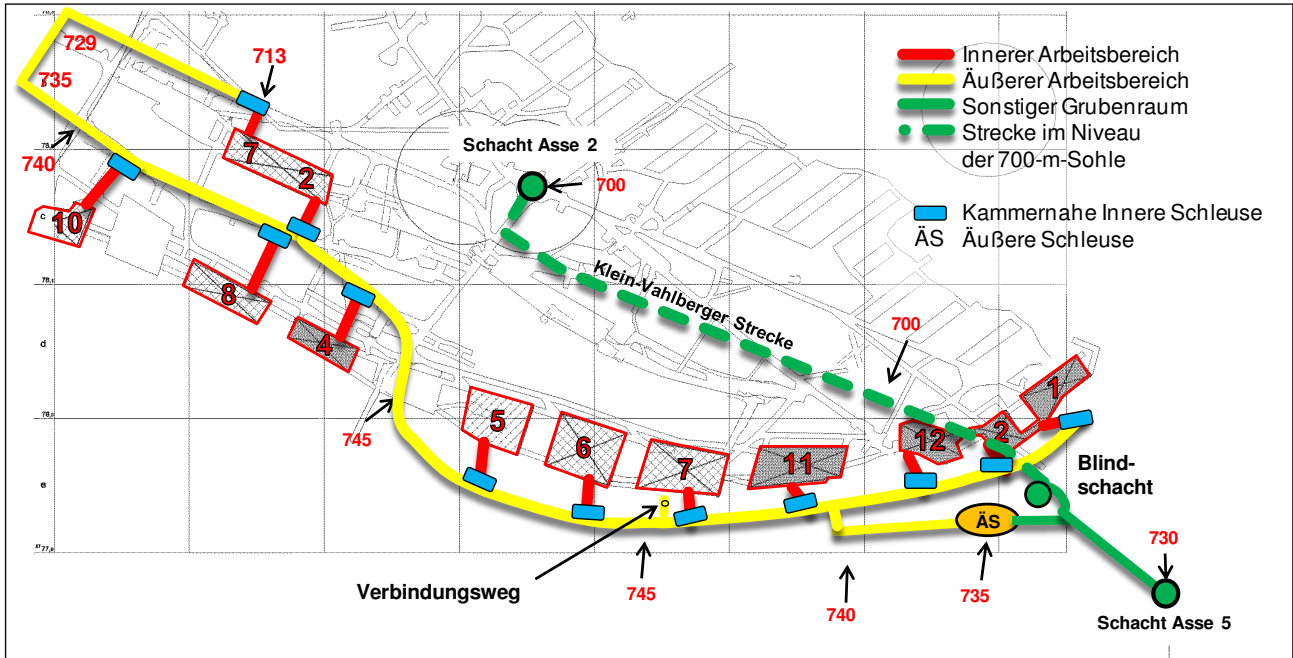 729
735
713
740
7
2
10
8
4
Schacht Asse 2
700
Klein-Vahlberger Strecke
700
745
5
6
7
11
12
2
1
Blind-
schacht
ÄS
Verbindungsweg
745
740
735
730
Schacht Asse 5
Innerer Arbeitsbereich
Äußerer Arbeitsbereich
Sonstiger Grubenraum
Strecke im Niveau
der 700-m-Sohle
Kammernahe Innere Schleuse
ÄS Äußere Schleuse
c
d
e